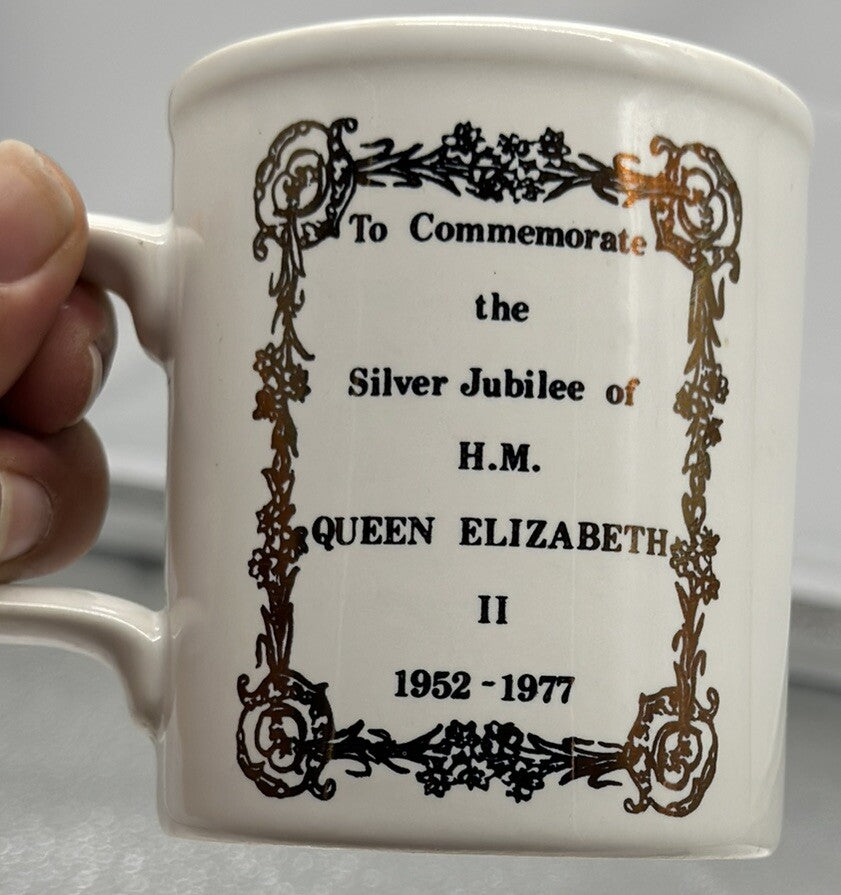 To Commemorate
the
Silver Jubilee of
H.M.
QUEEN ELIZABETH
II
1952 - 1977